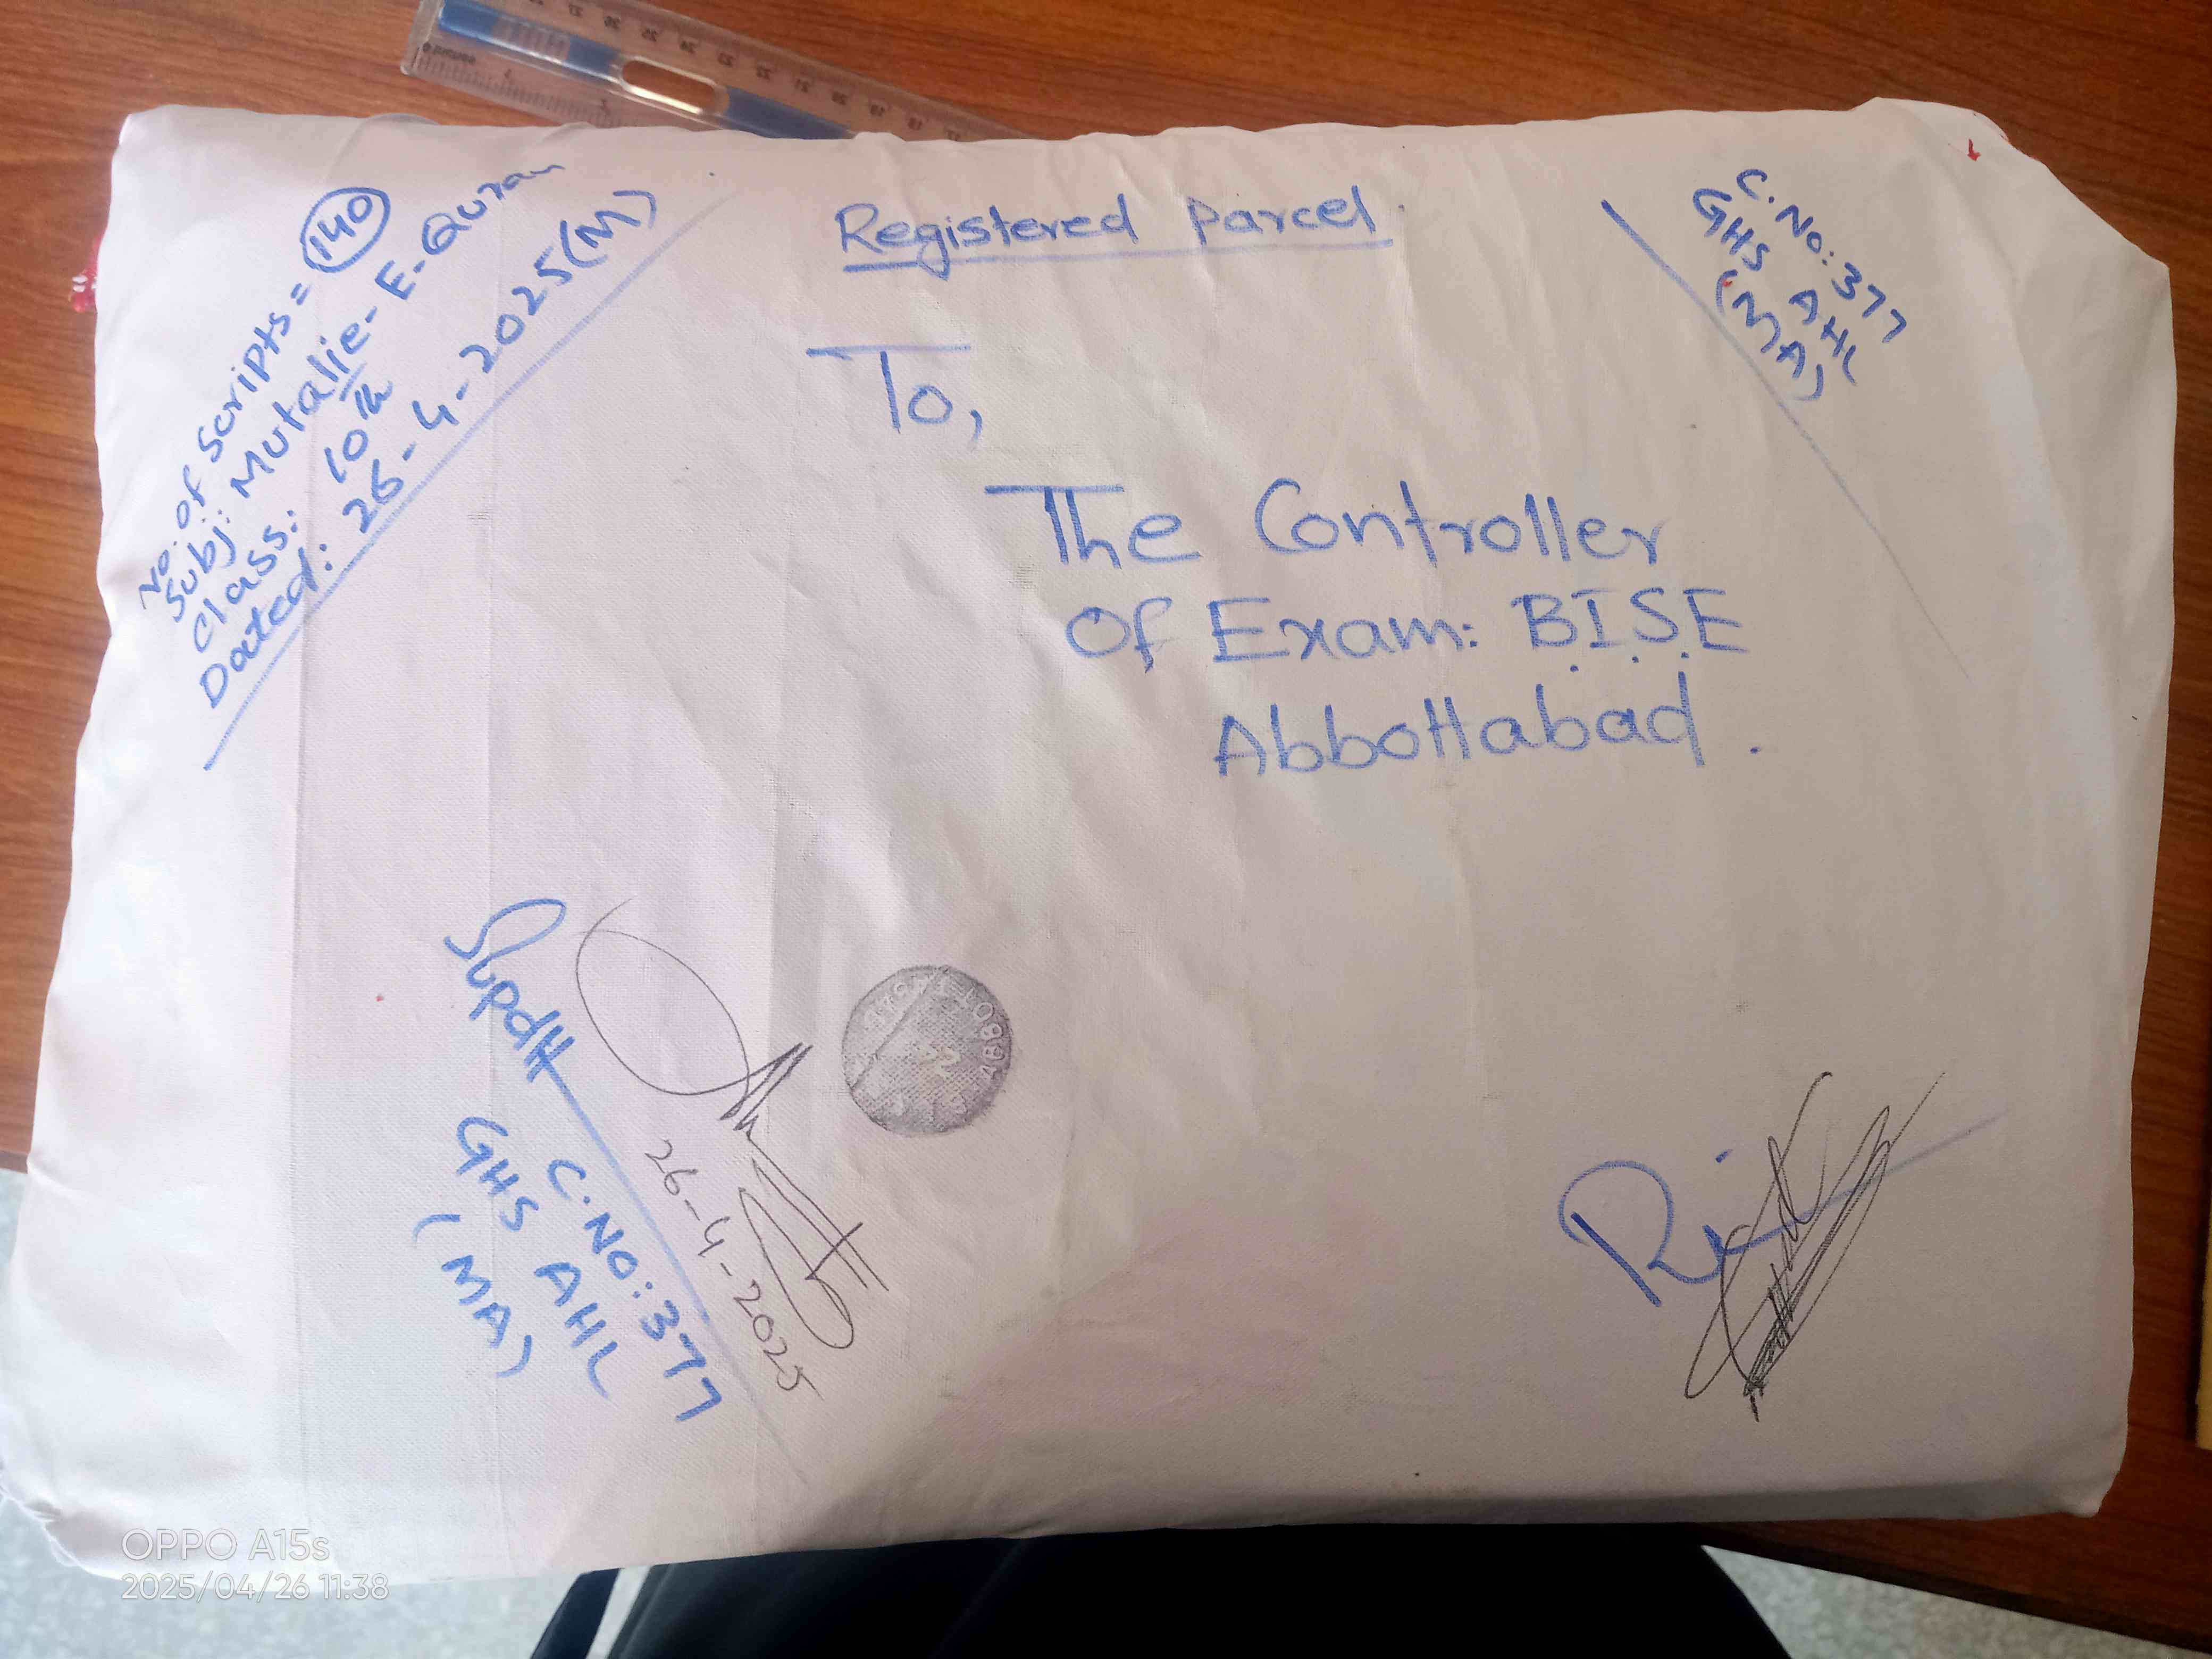 No. of Scripts = 140
Subj: Mutalie-E-Quran
Class: 10th
Dated: 26-4-2025(M)
Registered Parcel.
C.No: 377
GHS AHL
(MA)
To,
The Controller
Of Exam: B.I.S.E
Abbottabad.
Supdtt
C.NO: 377
GHS AHL
(MA)
26-4-2025
OPPO A15s
2025/04/26 11:38